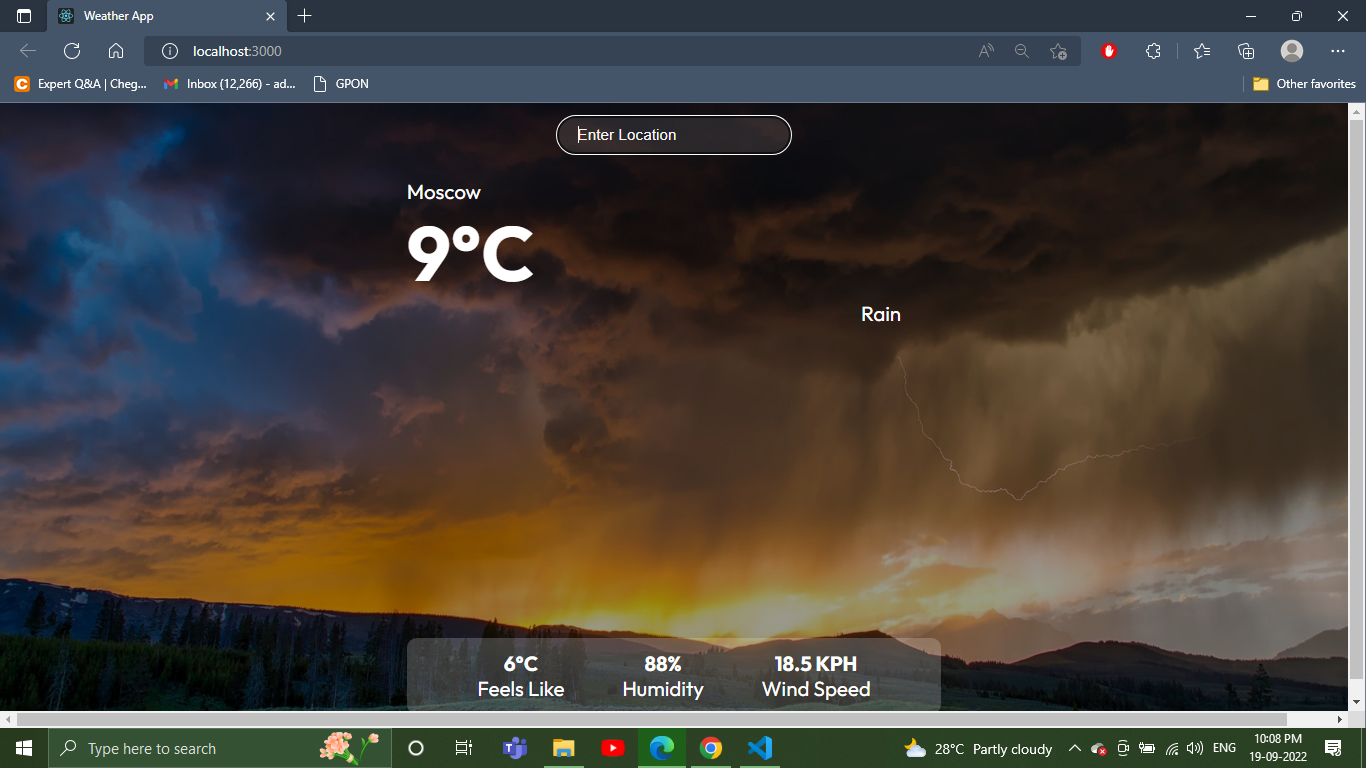 Weather App
localhost:3000
Expert Q&A | Cheg...
Inbox (12,266) - ad...
GPON
Other favorites
Enter Location
Moscow
9°C
Rain
6°C
Feels Like
88%
Humidity
18.5 KPH
Wind Speed
Type here to search
28°C Partly cloudy
ENG
10:08 PM
19-09-2022